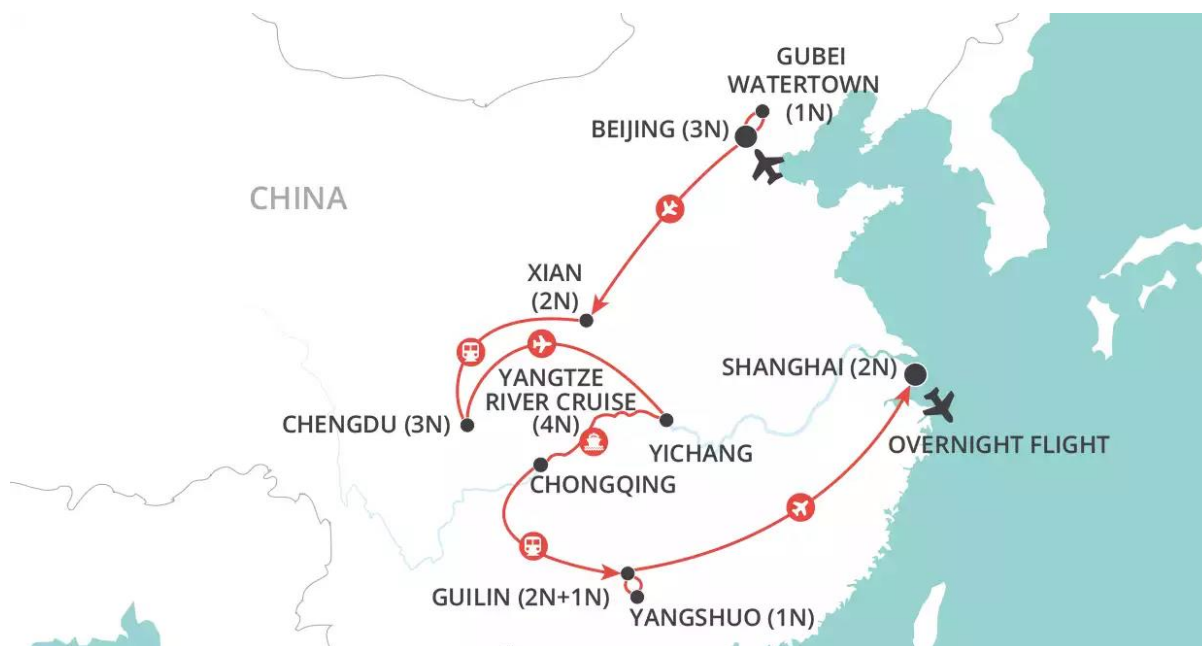 GUBEI
WATERTOWN
(1N)
BEIJING (3N)
CHINA
XIAN
(2N)
SHANGHAI (2N)
YANGTZE
RIVER CRUISE
(4N)
CHENGDU (3N)
YICHANG
OVERNIGHT FLIGHT
CHONGQING
GUILIN (2N+1N)
YANGSHUO (1N)